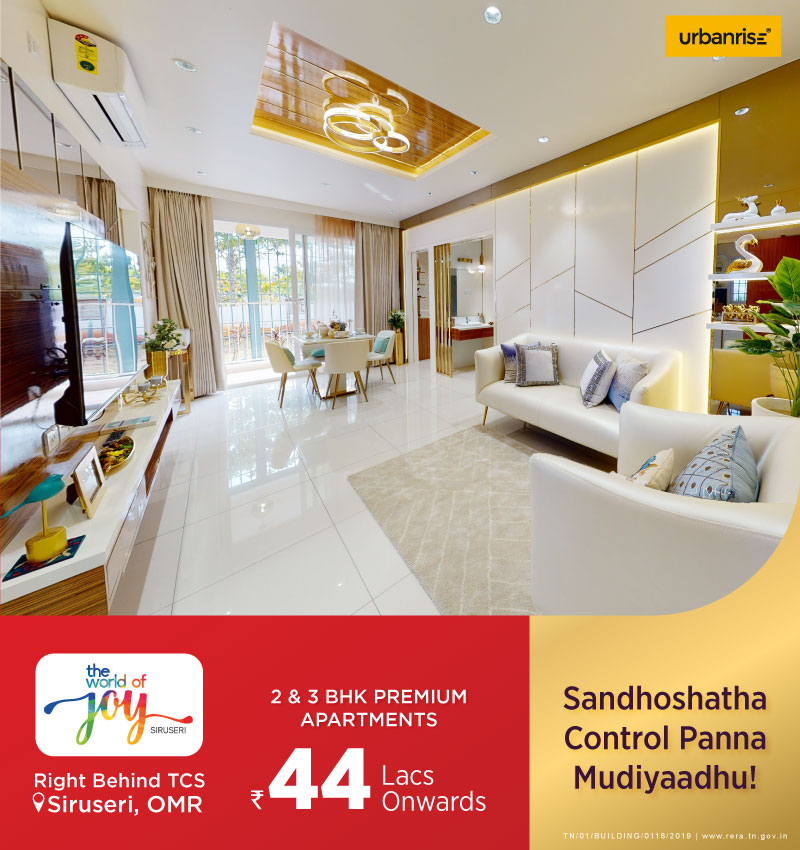 urbanrise®
the
world of
joy
SIRUSERI
Right Behind TCS
Siruseri, OMR
2 & 3 BHK PREMIUM
APARTMENTS
₹ 44 Lacs
Onwards
Sandhoshatha
Control Panna
Mudiyaadhu!
TN/01/BUILDING/0116/2019 | www.rera.tn.gov.in